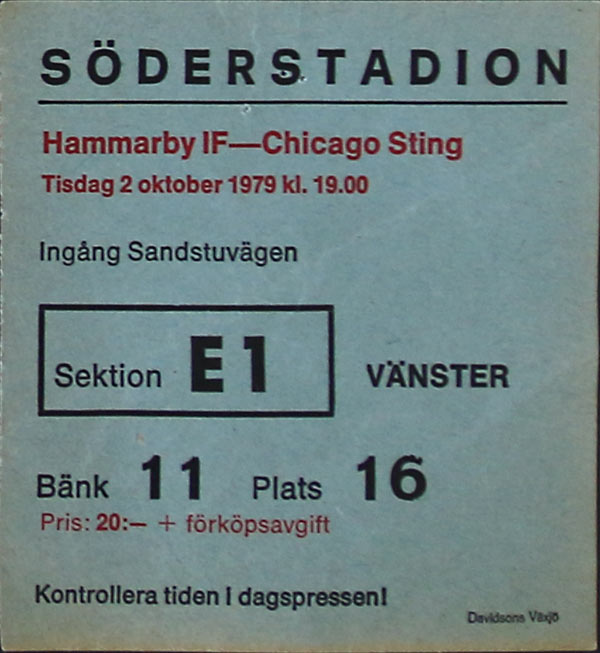 SÖDERSTADION
Hammarby IF—Chicago Sting
Tisdag 2 oktober 1979 kl. 19.00
Ingång Sandstuvägen
Sektion E1 VÄNSTER
Bänk 11 Plats 16
Pris: 20:— + förköpsavgift
Kontrollera tiden i dagspressen!
Davidsons Växjö